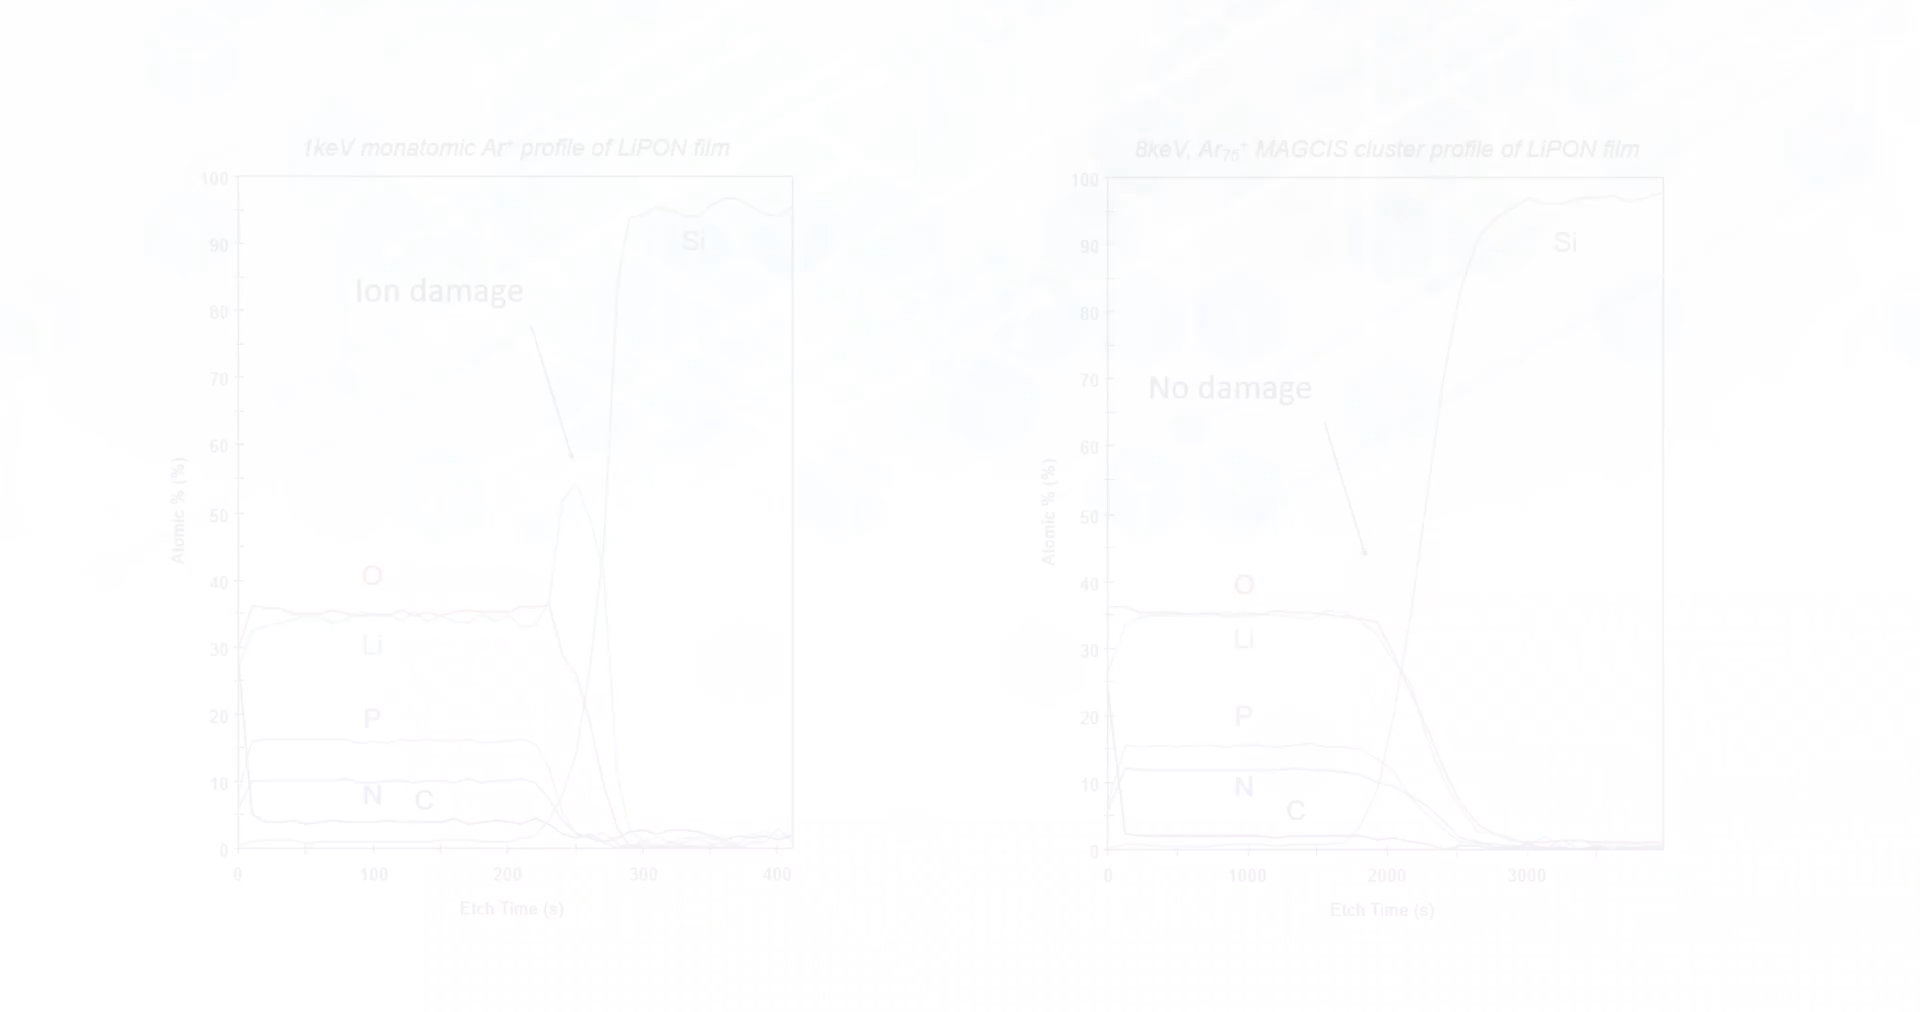 1keV monatomic Ar⁺ profile of LiPON film
100
90
80
70
60
50
40
30
20
10
0
Atomic % (%)
Si
Ion damage
O
Li
P
N
C
0 100 200 300 400
Etch Time (s)
8keV, Ar₇₅⁺ MAGCIS cluster profile of LiPON film
100
90
80
70
60
50
40
30
20
10
0
Atomic % (%)
Si
No damage
O
Li
P
N
C
0 1000 2000 3000
Etch Time (s)